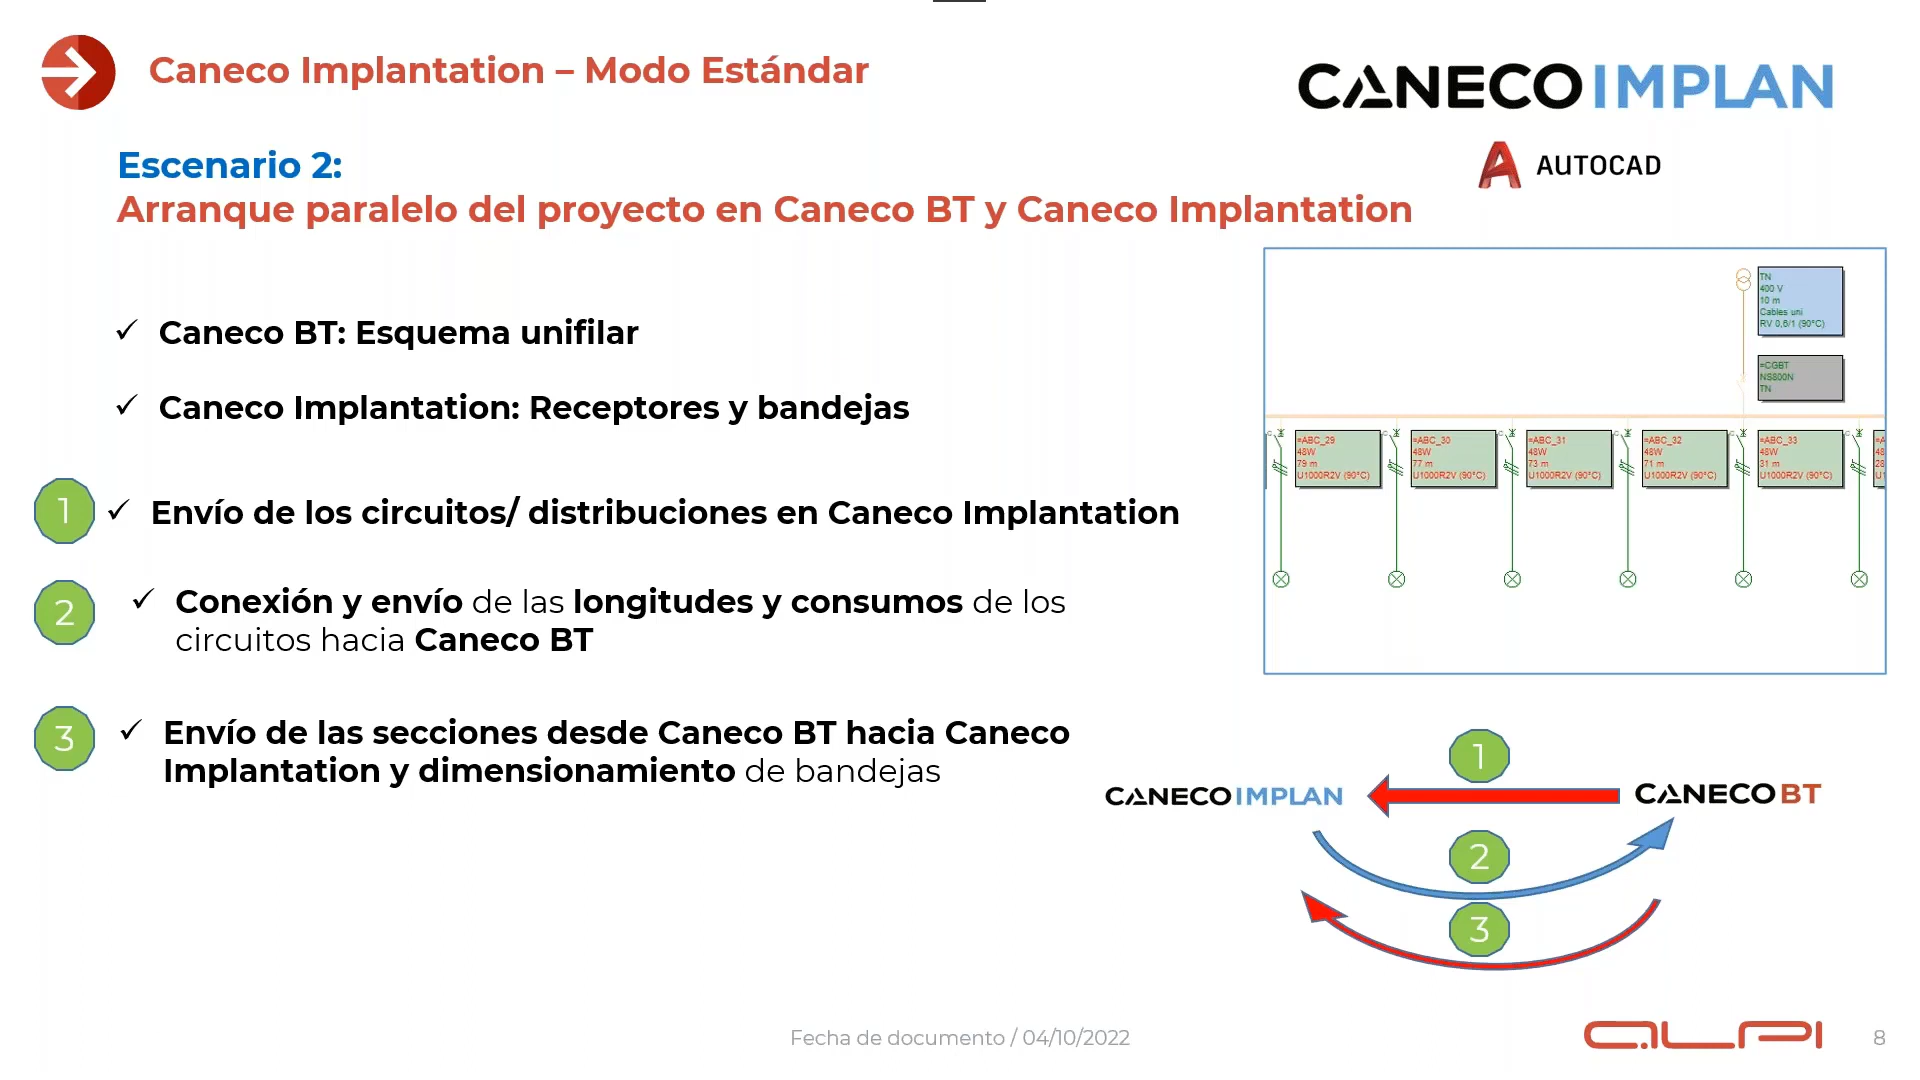 Caneco Implantation – Modo Estándar
CANECO IMPLAN
AUTOCAD
Escenario 2:
Arranque paralelo del proyecto en Caneco BT y Caneco Implantation
✓ Caneco BT: Esquema unifilar
✓ Caneco Implantation: Receptores y bandejas
1 ✓ Envío de los circuitos/ distribuciones en Caneco Implantation
2 ✓ Conexión y envío de las longitudes y consumos de los
circuitos hacia Caneco BT
3 ✓ Envío de las secciones desde Caneco BT hacia Caneco
Implantation y dimensionamiento de bandejas
TN
400 V
10 m
Cables uni
RV 0,6/1 (90°C)
=CGBT
NS800N
TN
=ABC_29
48W
79 m
U1000R2V (90°C)
=ABC_30
48W
77 m
U1000R2V (90°C)
=ABC_31
48W
73 m
U1000R2V (90°C)
=ABC_32
48W
71 m
U1000R2V (90°C)
=ABC_33
48W
31 m
U1000R2V (90°C)
=A
48
28
U1
1
CANECO IMPLAN
CANECO BT
2
3
Fecha de documento / 04/10/2022
ALPI
8